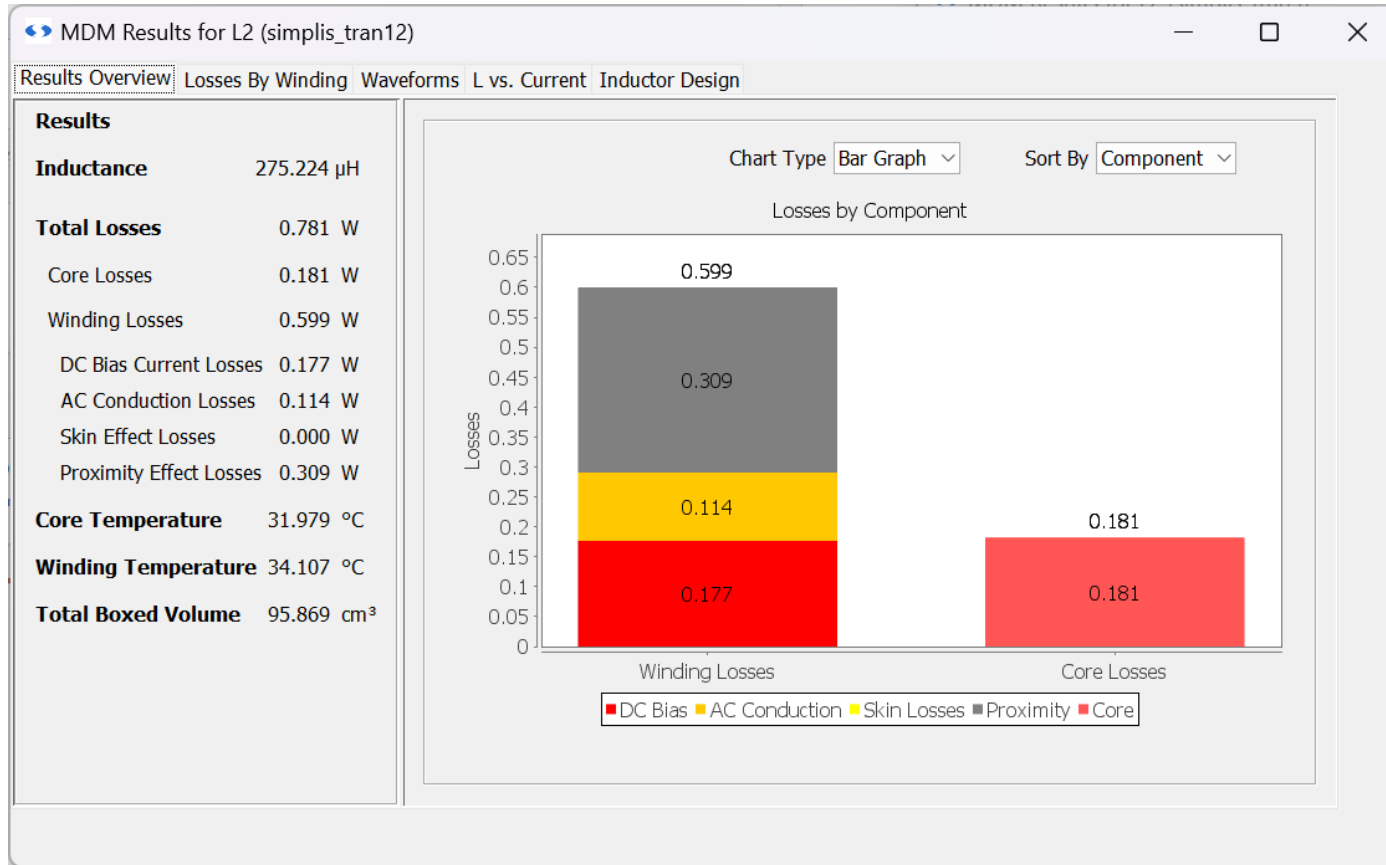 MDM Results for L2 (simplis_tran12)
Results Overview Losses By Winding Waveforms L vs. Current Inductor Design
Results
Inductance 275.224 µH
Total Losses 0.781 W
Core Losses 0.181 W
Winding Losses 0.599 W
DC Bias Current Losses 0.177 W
AC Conduction Losses 0.114 W
Skin Effect Losses 0.000 W
Proximity Effect Losses 0.309 W
Core Temperature 31.979 °C
Winding Temperature 34.107 °C
Total Boxed Volume 95.869 cm³
Chart Type Bar Graph Sort By Component
Losses by Component
Losses
0.65
0.6
0.55
0.5
0.45
0.4
0.35
0.3
0.25
0.2
0.15
0.1
0.05
0
0.599
0.309
0.114
0.177
0.181
0.181
Winding Losses Core Losses
DC Bias AC Conduction Skin Losses Proximity Core